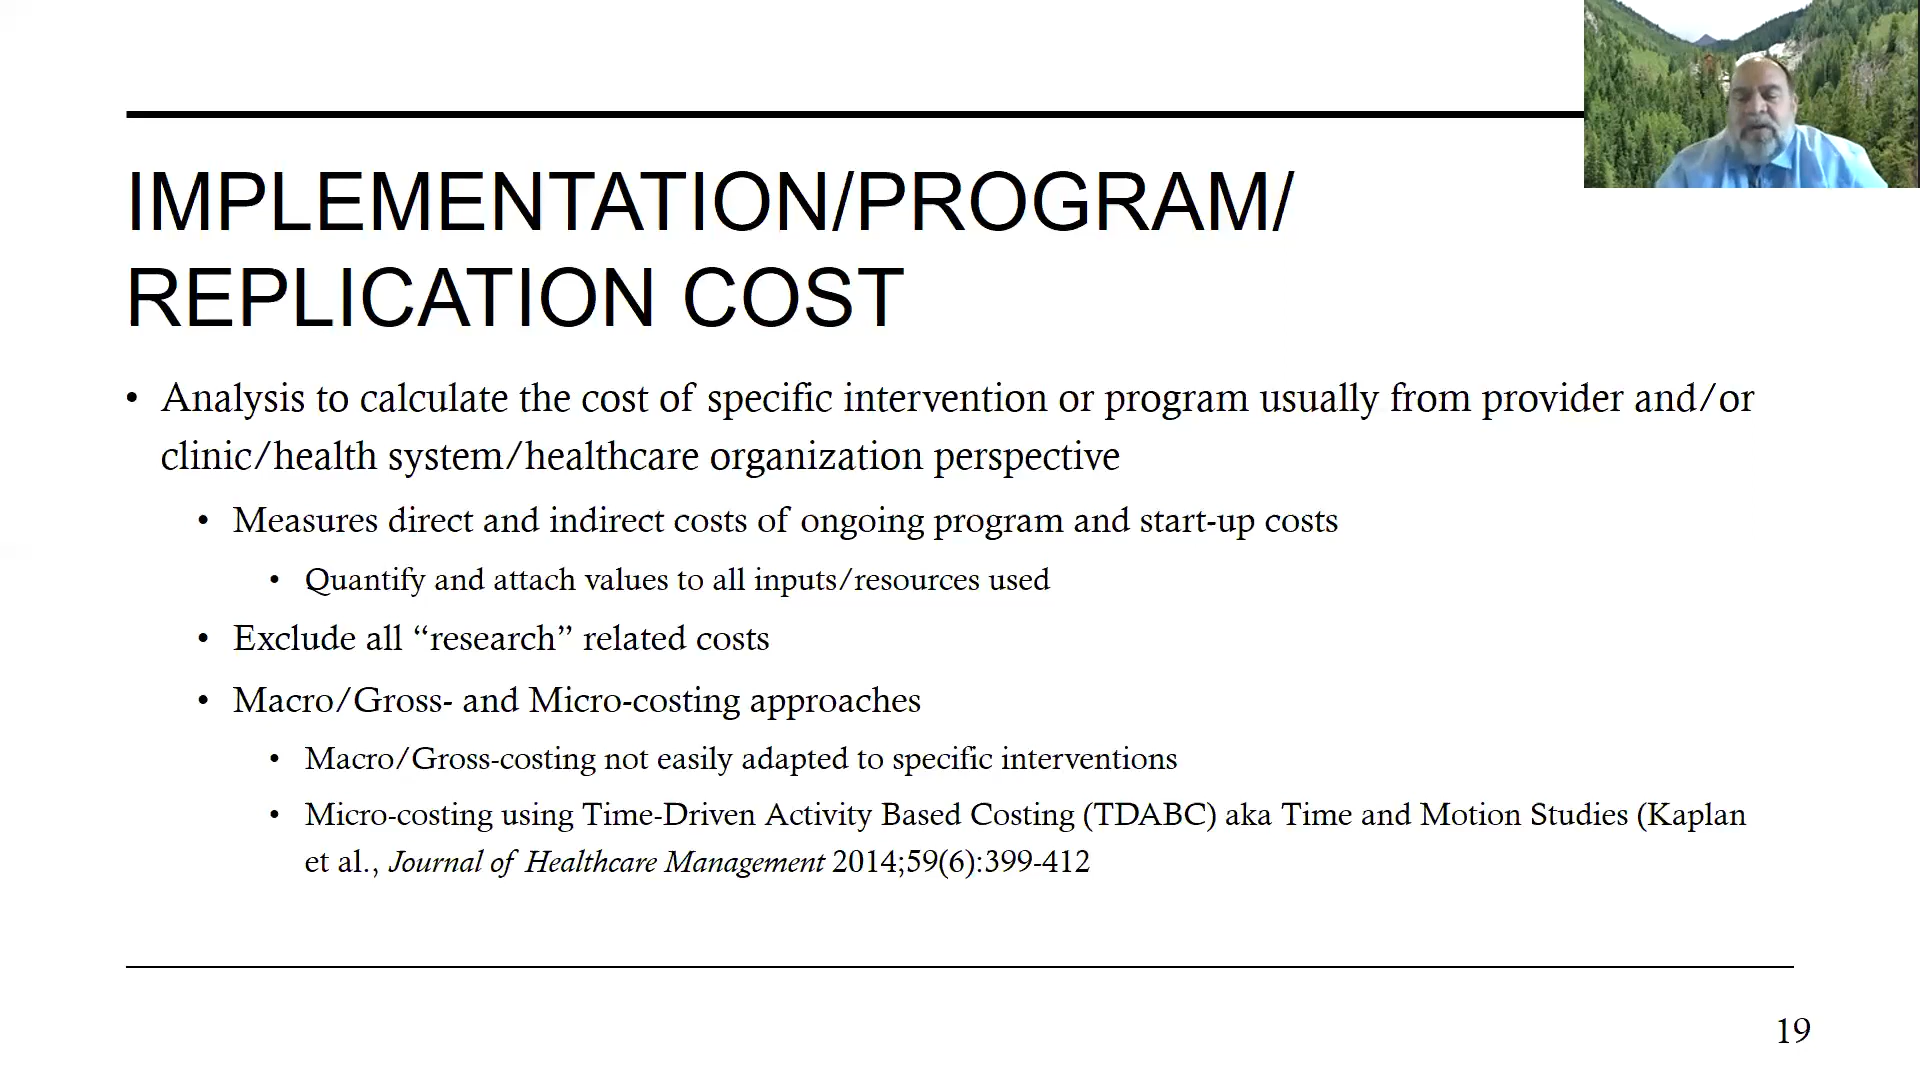 IMPLEMENTATION/PROGRAM/
REPLICATION COST
• Analysis to calculate the cost of specific intervention or program usually from provider and/or
clinic/health system/healthcare organization perspective
• Measures direct and indirect costs of ongoing program and start-up costs
• Quantify and attach values to all inputs/resources used
• Exclude all “research” related costs
• Macro/Gross- and Micro-costing approaches
• Macro/Gross-costing not easily adapted to specific interventions
• Micro-costing using Time-Driven Activity Based Costing (TDABC) aka Time and Motion Studies (Kaplan
et al., Journal of Healthcare Management 2014;59(6):399-412
19